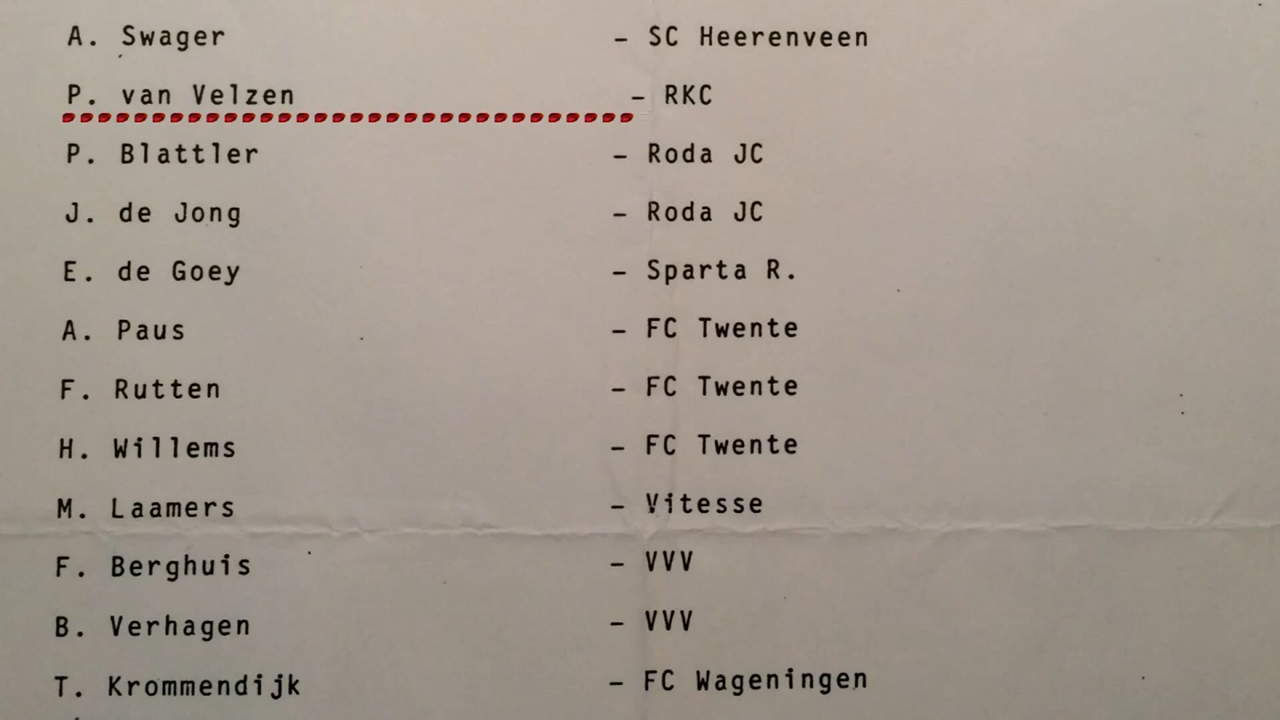 A. Swager - SC Heerenveen
P. van Velzen - RKC
P. Blattler - Roda JC
J. de Jong - Roda JC
E. de Goey - Sparta R.
A. Paus - FC Twente
F. Rutten - FC Twente
H. Willems - FC Twente
M. Laamers - Vitesse
F. Berghuis - VVV
B. Verhagen - VVV
T. Krommendijk - FC Wageningen